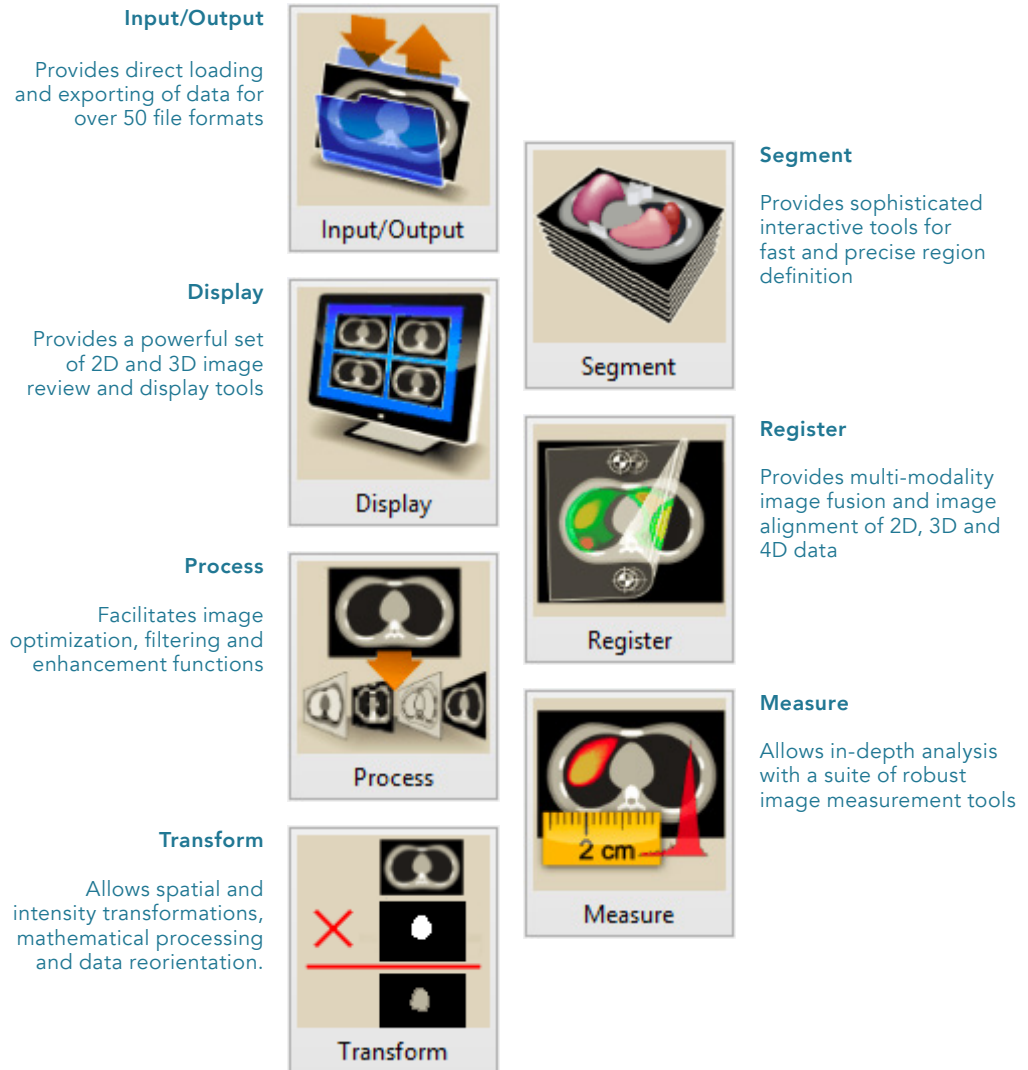 Input/Output
Provides direct loading
and exporting of data for
over 50 file formats
Input/Output
Display
Provides a powerful set
of 2D and 3D image
review and display tools
Display
Process
Facilitates image
optimization, filtering and
enhancement functions
Process
Transform
Allows spatial and
intensity transformations,
mathematical processing
and data reorientation.
Transform
Segment
Segment
Provides sophisticated
interactive tools for
fast and precise region
definition
Register
Register
Provides multi-modality
image fusion and image
alignment of 2D, 3D and
4D data
2 cm
Measure
Measure
Allows in-depth analysis
with a suite of robust
image measurement tools